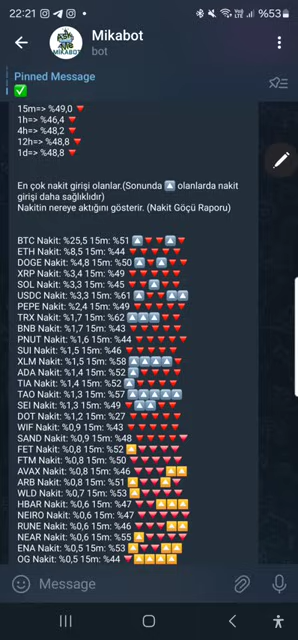 22:21 %53
Mikabot
bot
Pinned Message
✅
15m=> %49,0 🔻
1h=> %46,4 🔻
4h=> %48,2 🔻
12h=> %48,8 🔻
1d=> %48,8 🔻
En çok nakit girişi olanlar.(Sonunda 🔼 olanlarda nakit
girişi daha sağlıklıdır)
Nakitin nereye aktığını gösterir. (Nakit Göçü Raporu)
BTC Nakit: %25,5 15m: %51 🔼🔻🔻🔼🔻
ETH Nakit: %8,5 15m: %44 🔻🔻🔻🔻🔻
DOGE Nakit: %4,8 15m: %50 🔼🔻🔼🔻🔻
XRP Nakit: %3,4 15m: %49 🔻🔻🔻🔻🔻
SOL Nakit: %3,3 15m: %45 🔻🔻🔼🔻🔻
USDC Nakit: %3,3 15m: %61 🔼🔻🔻🔼🔼
PEPE Nakit: %2,4 15m: %49 🔻🔻🔻🔻🔻
TRX Nakit: %1,7 15m: %62 🔼🔼🔼🔻🔻
BNB Nakit: %1,7 15m: %43 🔻🔻🔻🔻🔻
PNUT Nakit: %1,6 15m: %44 🔻🔻🔻🔻🔻
SUI Nakit: %1,5 15m: %46 🔻🔻🔻🔻🔻
XLM Nakit: %1,5 15m: %58 🔼🔼🔼🔼🔻
ADA Nakit: %1,4 15m: %52 🔼🔻🔻🔻🔻
TIA Nakit: %1,4 15m: %52 🔼🔻🔻🔻🔻
TAO Nakit: %1,3 15m: %57 🔼🔼🔼🔼🔼
SEI Nakit: %1,3 15m: %49 🔻🔼🔼🔻🔻
DOT Nakit: %1,2 15m: %27 🔻🔻🔻🔻🔻
WIF Nakit: %0,9 15m: %43 🔻🔻🔻🔻🔻
SAND Nakit: %0,9 15m: %48 🔻🔻🔻🔻🔻
FET Nakit: %0,8 15m: %52 🔼🔻🔻🔻🔻
FTM Nakit: %0,8 15m: %50 🔻🔻🔻🔻🔻
AVAX Nakit: %0,8 15m: %46 🔻🔻🔻🔼🔼
ARB Nakit: %0,8 15m: %51 🔼🔻🔻🔼🔻
WLD Nakit: %0,7 15m: %53 🔼🔻🔻🔻🔻
HBAR Nakit: %0,6 15m: %47 🔻🔻🔼🔼🔼
NEIRO Nakit: %0,6 15m: %47 🔻🔻🔻🔻🔻
RUNE Nakit: %0,6 15m: %46 🔻🔻🔻🔼🔼
NEAR Nakit: %0,6 15m: %55 🔼🔻🔻🔻🔻
ENA Nakit: %0,5 15m: %53 🔼🔻🔻🔼🔼
OG Nakit: %0,5 15m: %44 🔻🔼🔼🔼🔼
Message